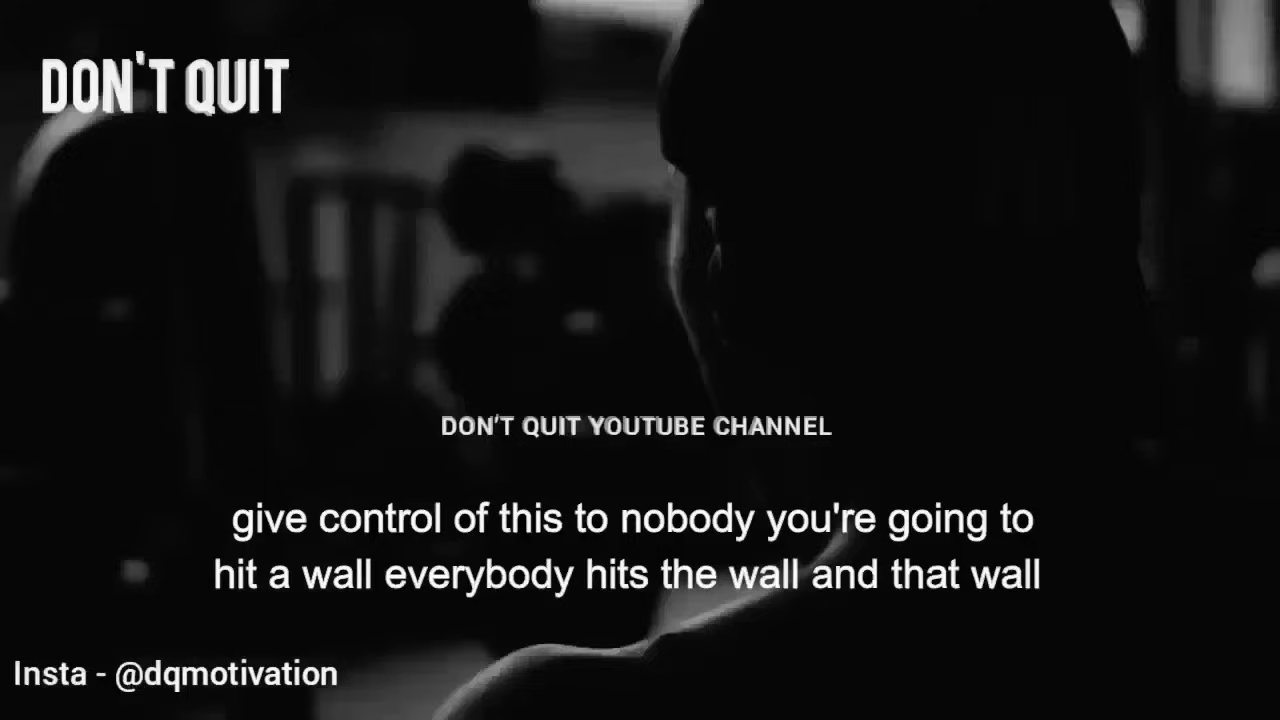 DON'T QUIT
DON'T QUIT YOUTUBE CHANNEL
give control of this to nobody you're going to
hit a wall everybody hits the wall and that wall
Insta - @dqmotivation